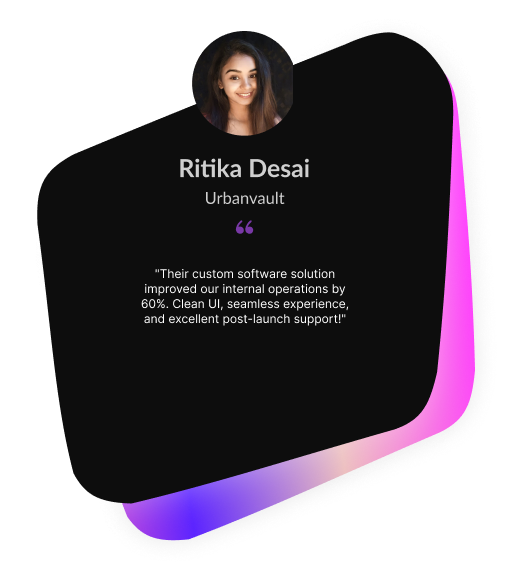 Ritika Desai
Urbanvault
“
"Their custom software solution
improved our internal operations by
60%. Clean UI, seamless experience,
and excellent post-launch support!"